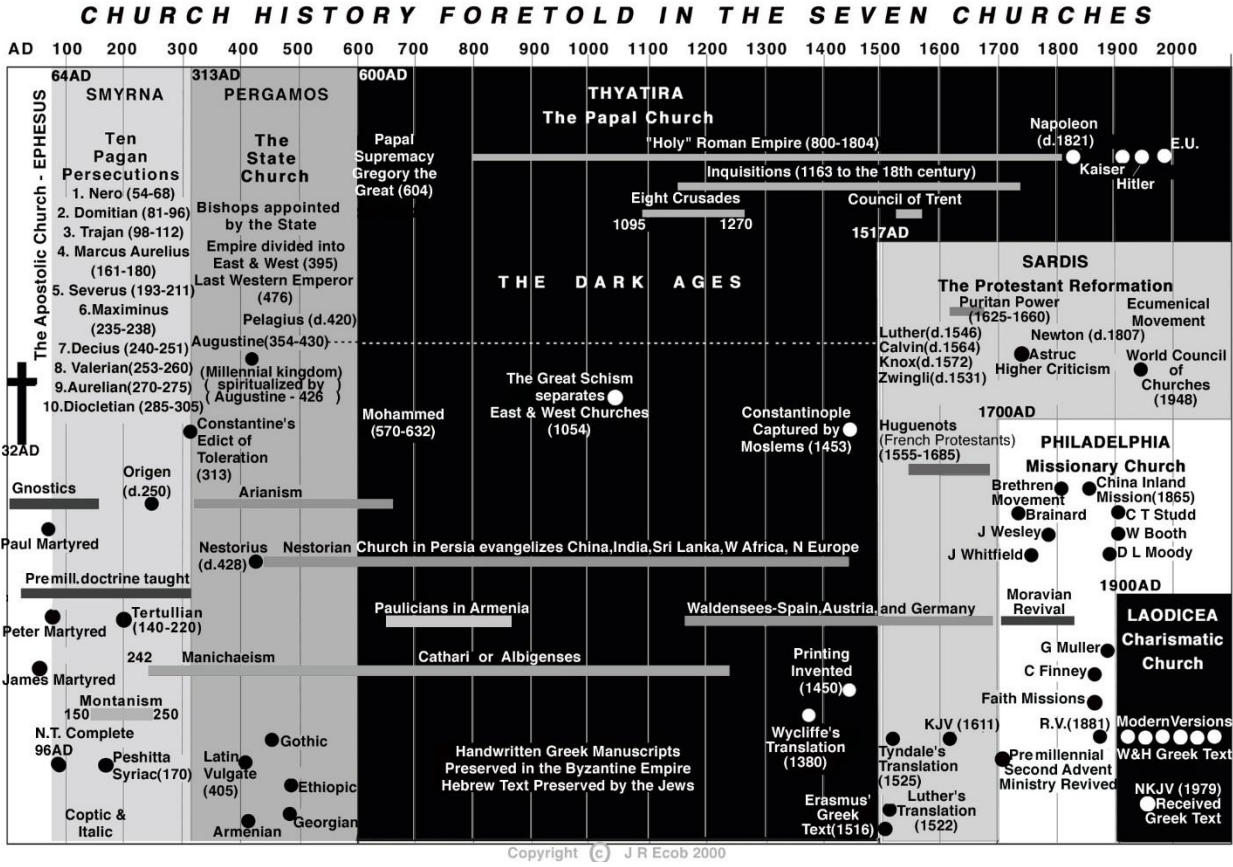 CHURCH HISTORY FORETOLD IN THE SEVEN CHURCHES
AD 100 200 300 400 500 600 700 800 900 1000 1100 1200 1300 1400 1500 1600 1700 1800 1900 2000
The Apostolic Church - EPHESUS
32AD
64AD
SMYRNA
Ten
Pagan
Persecutions
1. Nero (54-68)
2. Domitian (81-96)
3. Trajan (98-112)
4. Marcus Aurelius
(161-180)
5. Severus (193-211)
6.Maximinus
(235-238)
7.Decius (240-251)
8. Valerian(253-260)
9.Aurelian(270-275)
10.Diocletian (285-305)
313AD
PERGAMOS
The
State
Church
Bishops appointed
by the State
Empire divided into
East & West (395)
Last Western Emperor
(476)
Pelagius (d.420)
Augustine(354-430)
(Millennial kingdom)
( spiritualized by )
( Augustine - 426 )
Constantine's
Edict of
Toleration
(313)
600AD
THYATIRA
The Papal Church
Papal
Supremacy
Gregory the
Great (604)
"Holy" Roman Empire (800-1804)
Napoleon
(d.1821)
Kaiser
Hitler
E.U.
Inquisitions (1163 to the 18th century)
Eight Crusades
1095
1270
Council of Trent
1517AD
THE DARK AGES
The Great Schism
separates
East & West Churches
(1054)
Mohammed
(570-632)
Constantinople
Captured by
Moslems (1453)
SARDIS
The Protestant Reformation
Puritan Power
(1625-1660)
Ecumenical
Movement
Luther(d.1546)
Calvin(d.1564)
Knox(d.1572)
Zwingli(d.1531)
Newton (d.1807)
Astruc
Higher Criticism
World Council
of
Churches
(1948)
Huguenots
(French Protestants)
(1555-1685)
1700AD
PHILADELPHIA
Missionary Church
Brethren
Movement
China Inland
Mission(1865)
Brainard
C T Studd
J Wesley
W Booth
J Whitfield
D L Moody
Moravian
Revival
G Muller
C Finney
Faith Missions
R.V.(1881)
Premillennial
Second Advent
Ministry Revived
1900AD
LAODICEA
Charismatic
Church
Modern Versions
W&H Greek Text
NKJV (1979)
Received
Greek Text
Gnostics
Origen
(d.250)
Arianism
Paul Martyred
Nestorius
(d.428)
Nestorian Church in Persia evangelizes China,India,Sri Lanka,W Africa, N Europe
Premill.doctrine taught
Peter Martyred
Tertullian
(140-220)
Paulicians in Armenia
Waldensees-Spain,Austria, and Germany
James Martyred
242
Manichaeism
Cathari or Albigenses
Montanism
150
250
Printing
Invented
(1450)
Wycliffe's
Translation
(1380)
N.T. Complete
96AD
Peshitta
Syriac(170)
Coptic &
Italic
Gothic
Latin
Vulgate
(405)
Ethiopic
Georgian
Armenian
Handwritten Greek Manuscripts
Preserved in the Byzantine Empire
Hebrew Text Preserved by the Jews
KJV (1611)
Tyndale's
Translation
(1525)
Erasmus'
Greek
Text(1516)
Luther's
Translation
(1522)
Copyright (c) J R Ecob 2000